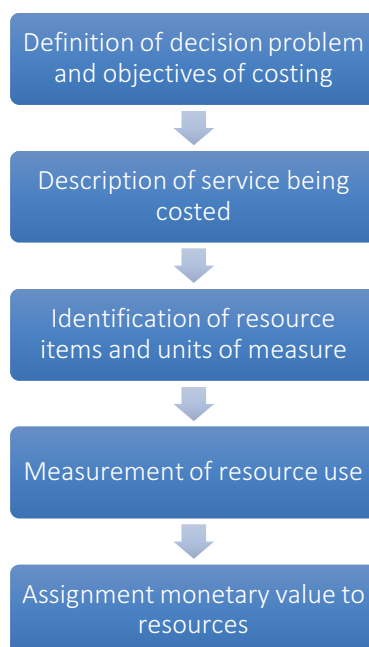 Definition of decision problem
and objectives of costing
Description of service being
costed
Identification of resource
items and units of measure
Measurement of resource use
Assignment monetary value to
resources